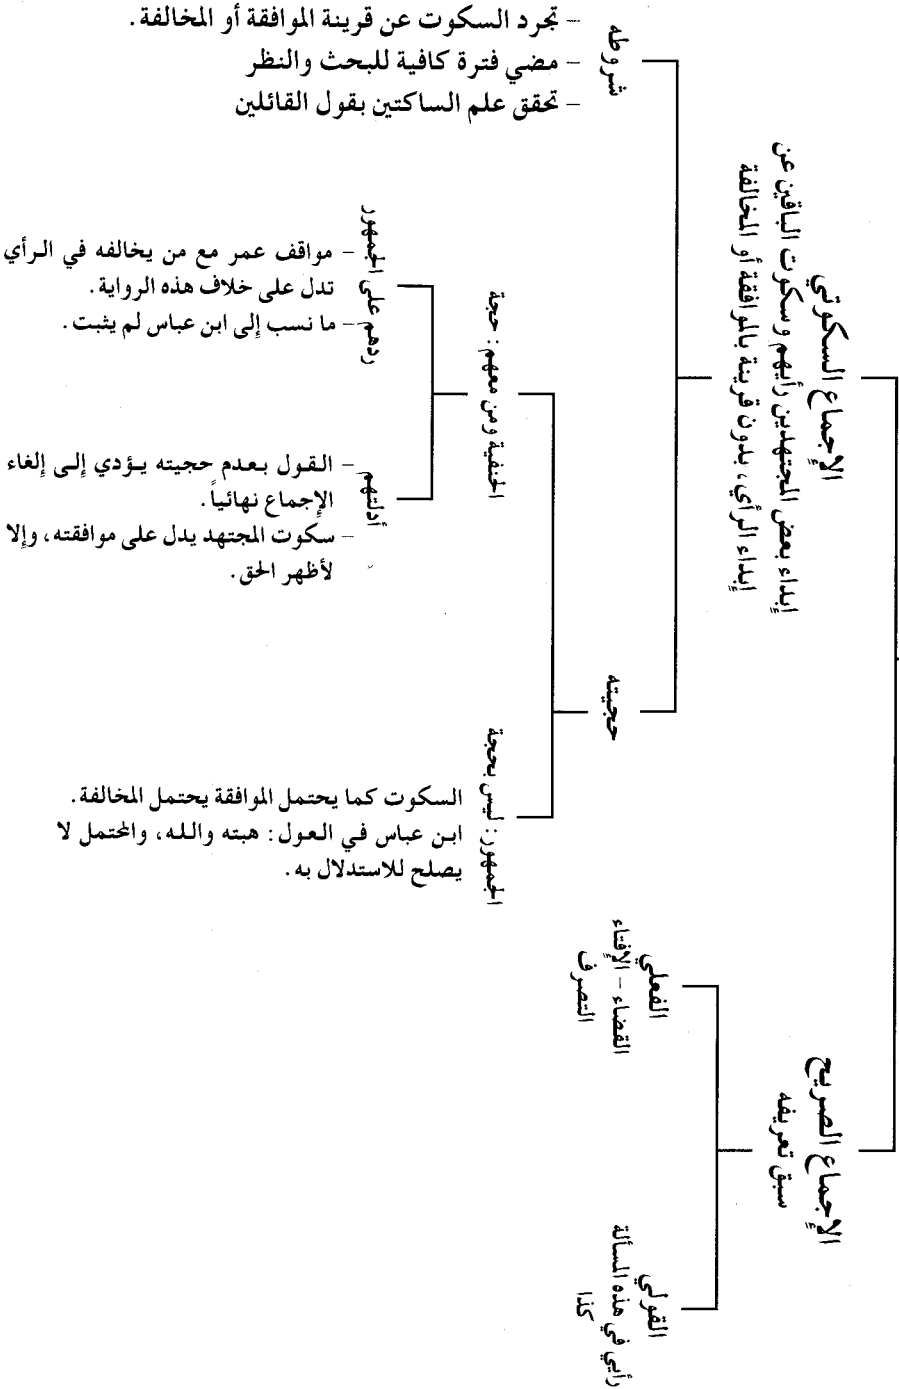 الإجماع الصريح
سبق تعريفه
القولي
رأيي في هذه المسألة
كذا
الفعلي
القضاء – الإفتاء
التصرف
الإجماع السكوتي
إبداء بعض المجتهدين رأيهم وسكوت الباقين عن
إبداء الرأي، بدون قرينة بالموافقة أو المخالفة
شروطه
– تجرد السكوت عن قرينة الموافقة أو المخالفة.
– مضي فترة كافية للبحث والنظر
– تحقق علم الساكتين بقول القائلين
حجيته
الجمهور: ليس بحجة
السكوت كما يحتمل الموافقة يحتمل المخالفة.
ابن عباس في العول: هبته والله، والمحتمل لا
يصلح للاستدلال به.
الحنفية ومن معهم: حجة
أدلتهم
– القول بعدم حجيته يؤدي إلى إلغاء
الإجماع نهائياً.
– سكوت المجتهد يدل على موافقته، وإلا
لأظهر الحق.
ردهم على الجمهور
– مواقف عمر مع من يخالفه في الرأي
تدل على خلاف هذه الرواية.
– ما نسب إلى ابن عباس لم يثبت.